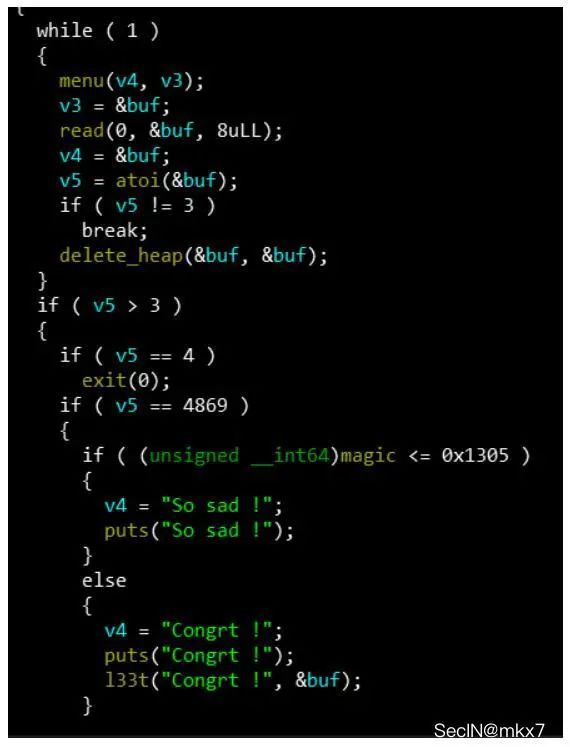 {
while ( 1 )
{
menu(v4, v3);
v3 = &buf;
read(0, &buf, 8uLL);
v4 = &buf;
v5 = atoi(&buf);
if ( v5 != 3 )
break;
delete_heap(&buf, &buf);
}
if ( v5 > 3 )
{
if ( v5 == 4 )
exit(0);
if ( v5 == 4869 )
{
if ( (unsigned __int64)magic <= 0x1305 )
{
v4 = "So sad !";
puts("So sad !");
}
else
{
v4 = "Congrt !";
puts("Congrt !");
l33t("Congrt !", &buf);
}
SecIN@mkx7